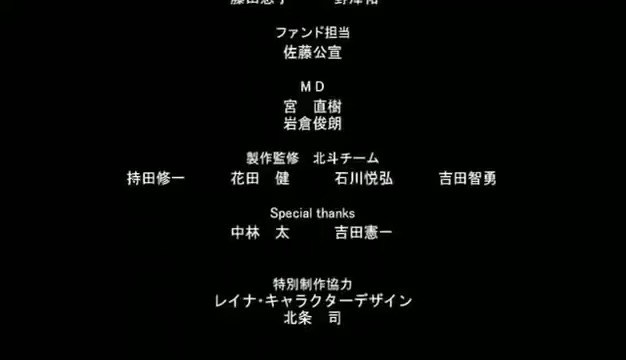 ファンド担当
佐藤公宣
ＭＤ
宮　直樹
岩倉俊朗
製作監修　北斗チーム
持田修一　花田　健　石川悦弘　吉田智勇
Special thanks
中林　太　吉田憲一
特別制作協力
レイナ・キャラクターデザイン
北条　司